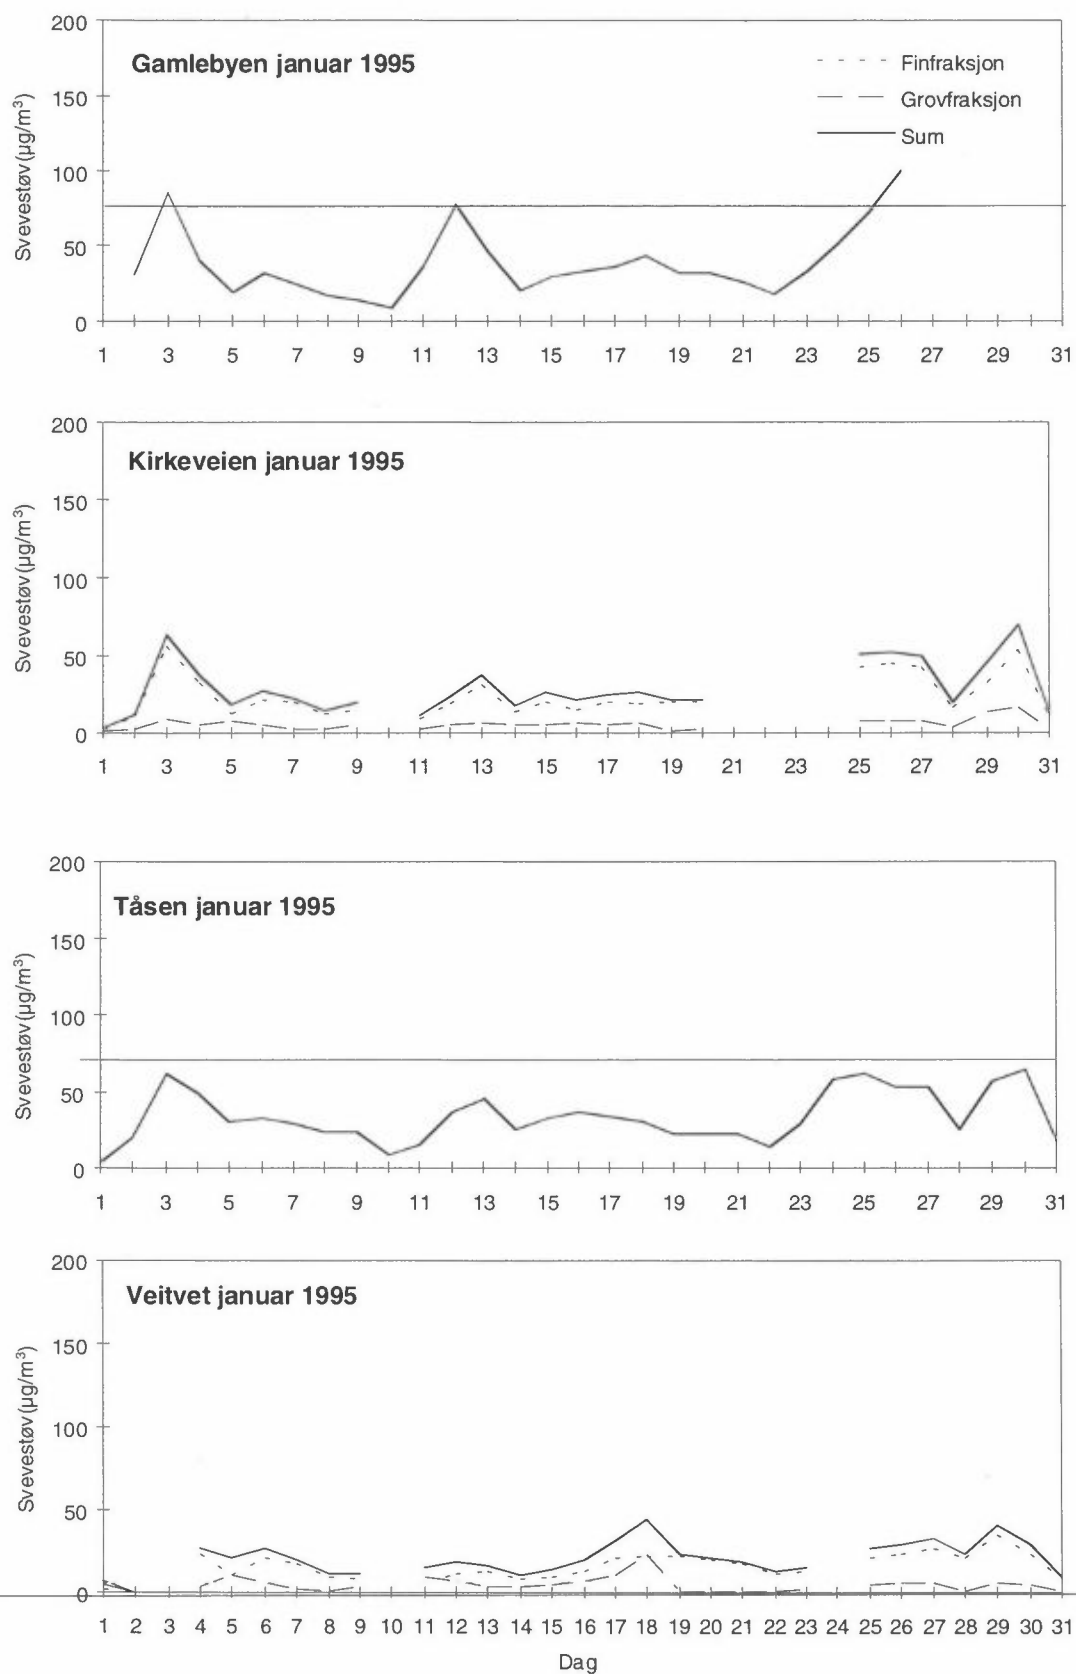 Gamlebyen januar 1995
Finfraksjon
Grovfraksjon
Sum
Svevestøv(µg/m³)
200
150
100
50
0
1 3 5 7 9 11 13 15 17 19 21 23 25 27 29 31
Kirkeveien januar 1995
Svevestøv(µg/m³)
200
150
100
50
0
1 3 5 7 9 11 13 15 17 19 21 23 25 27 29 31
Tåsen januar 1995
Svevestøv(µg/m³)
200
150
100
50
0
1 3 5 7 9 11 13 15 17 19 21 23 25 27 29 31
Veitvet januar 1995
Svevestøv(µg/m³)
200
150
100
50
0
1 2 3 4 5 6 7 8 9 10 11 12 13 14 15 16 17 18 19 20 21 22 23 24 25 26 27 28 29 30 31
Dag